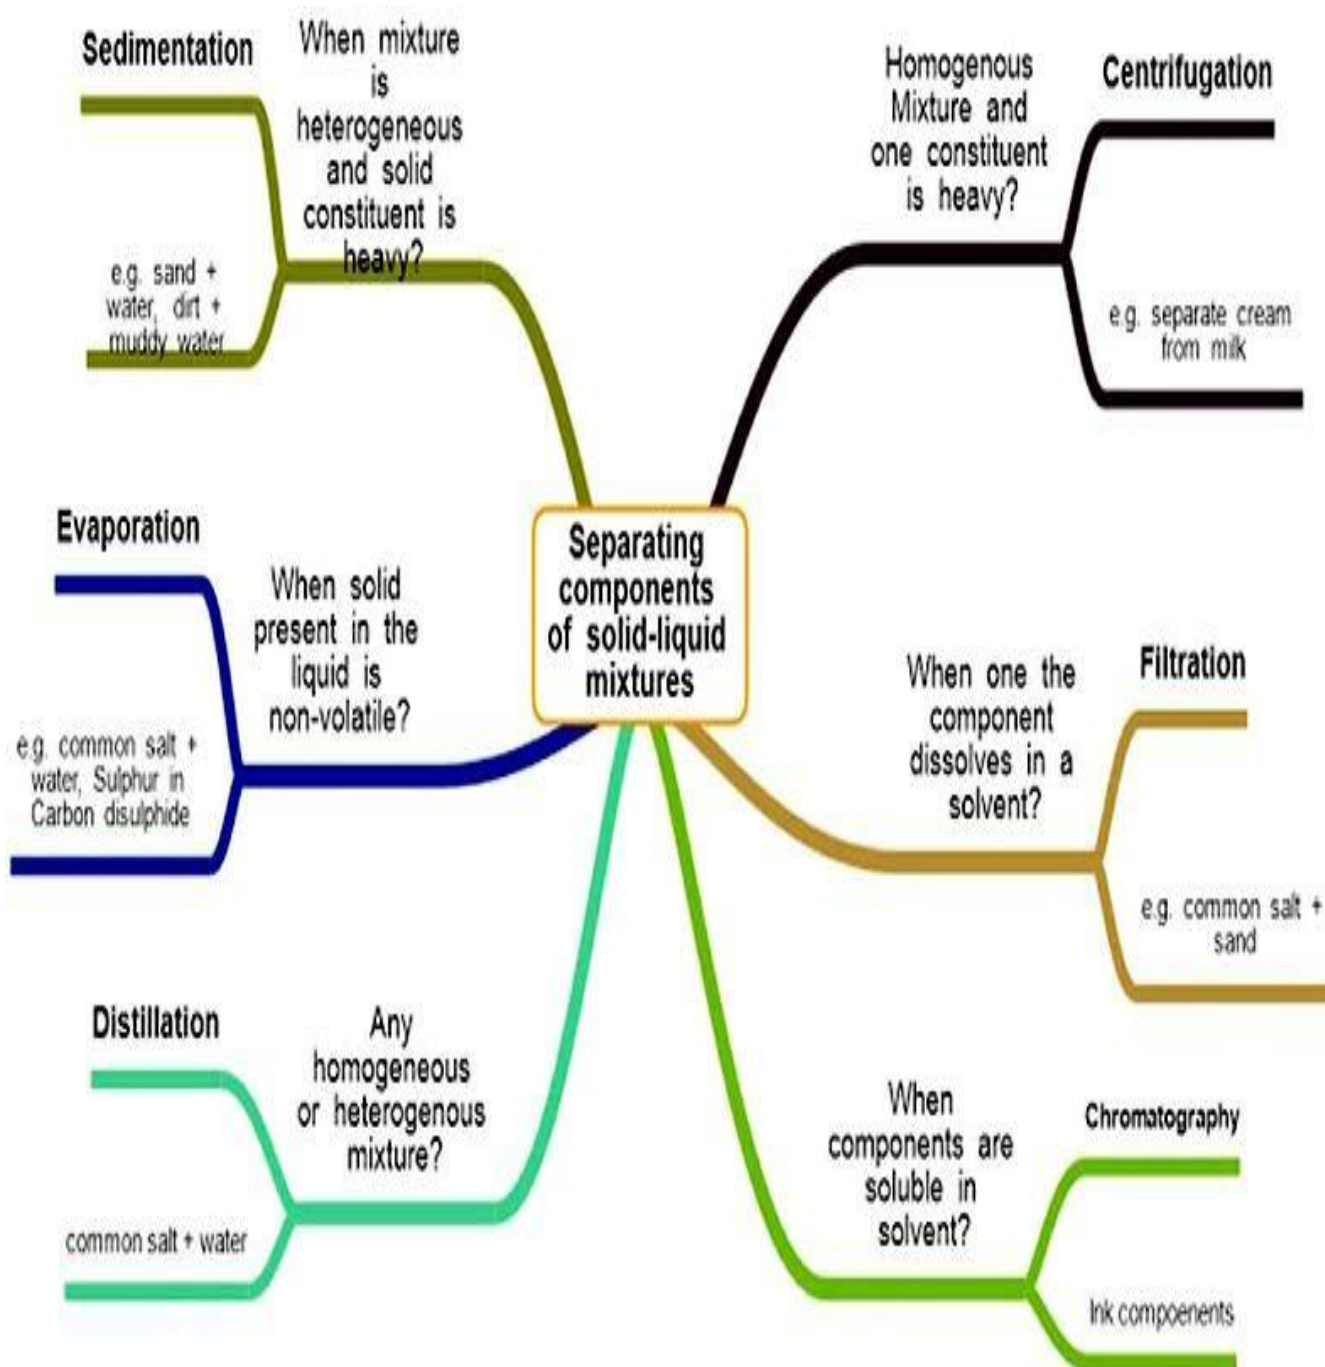 Separating
components
of solid-liquid
mixtures
Sedimentation
When mixture
is
heterogeneous
and solid
constituent is
heavy?
e.g. sand +
water, dirt +
muddy water
Homogenous
Mixture and
one constituent
is heavy?
Centrifugation
e.g. separate cream
from milk
Evaporation
When solid
present in the
liquid is
non-volatile?
e.g. common salt +
water, Sulphur in
Carbon disulphide
When one the
component
dissolves in a
solvent?
Filtration
e.g. common salt +
sand
Distillation
Any
homogeneous
or heterogenous
mixture?
common salt + water
When
components are
soluble in
solvent?
Chromatography
Ink compoenents